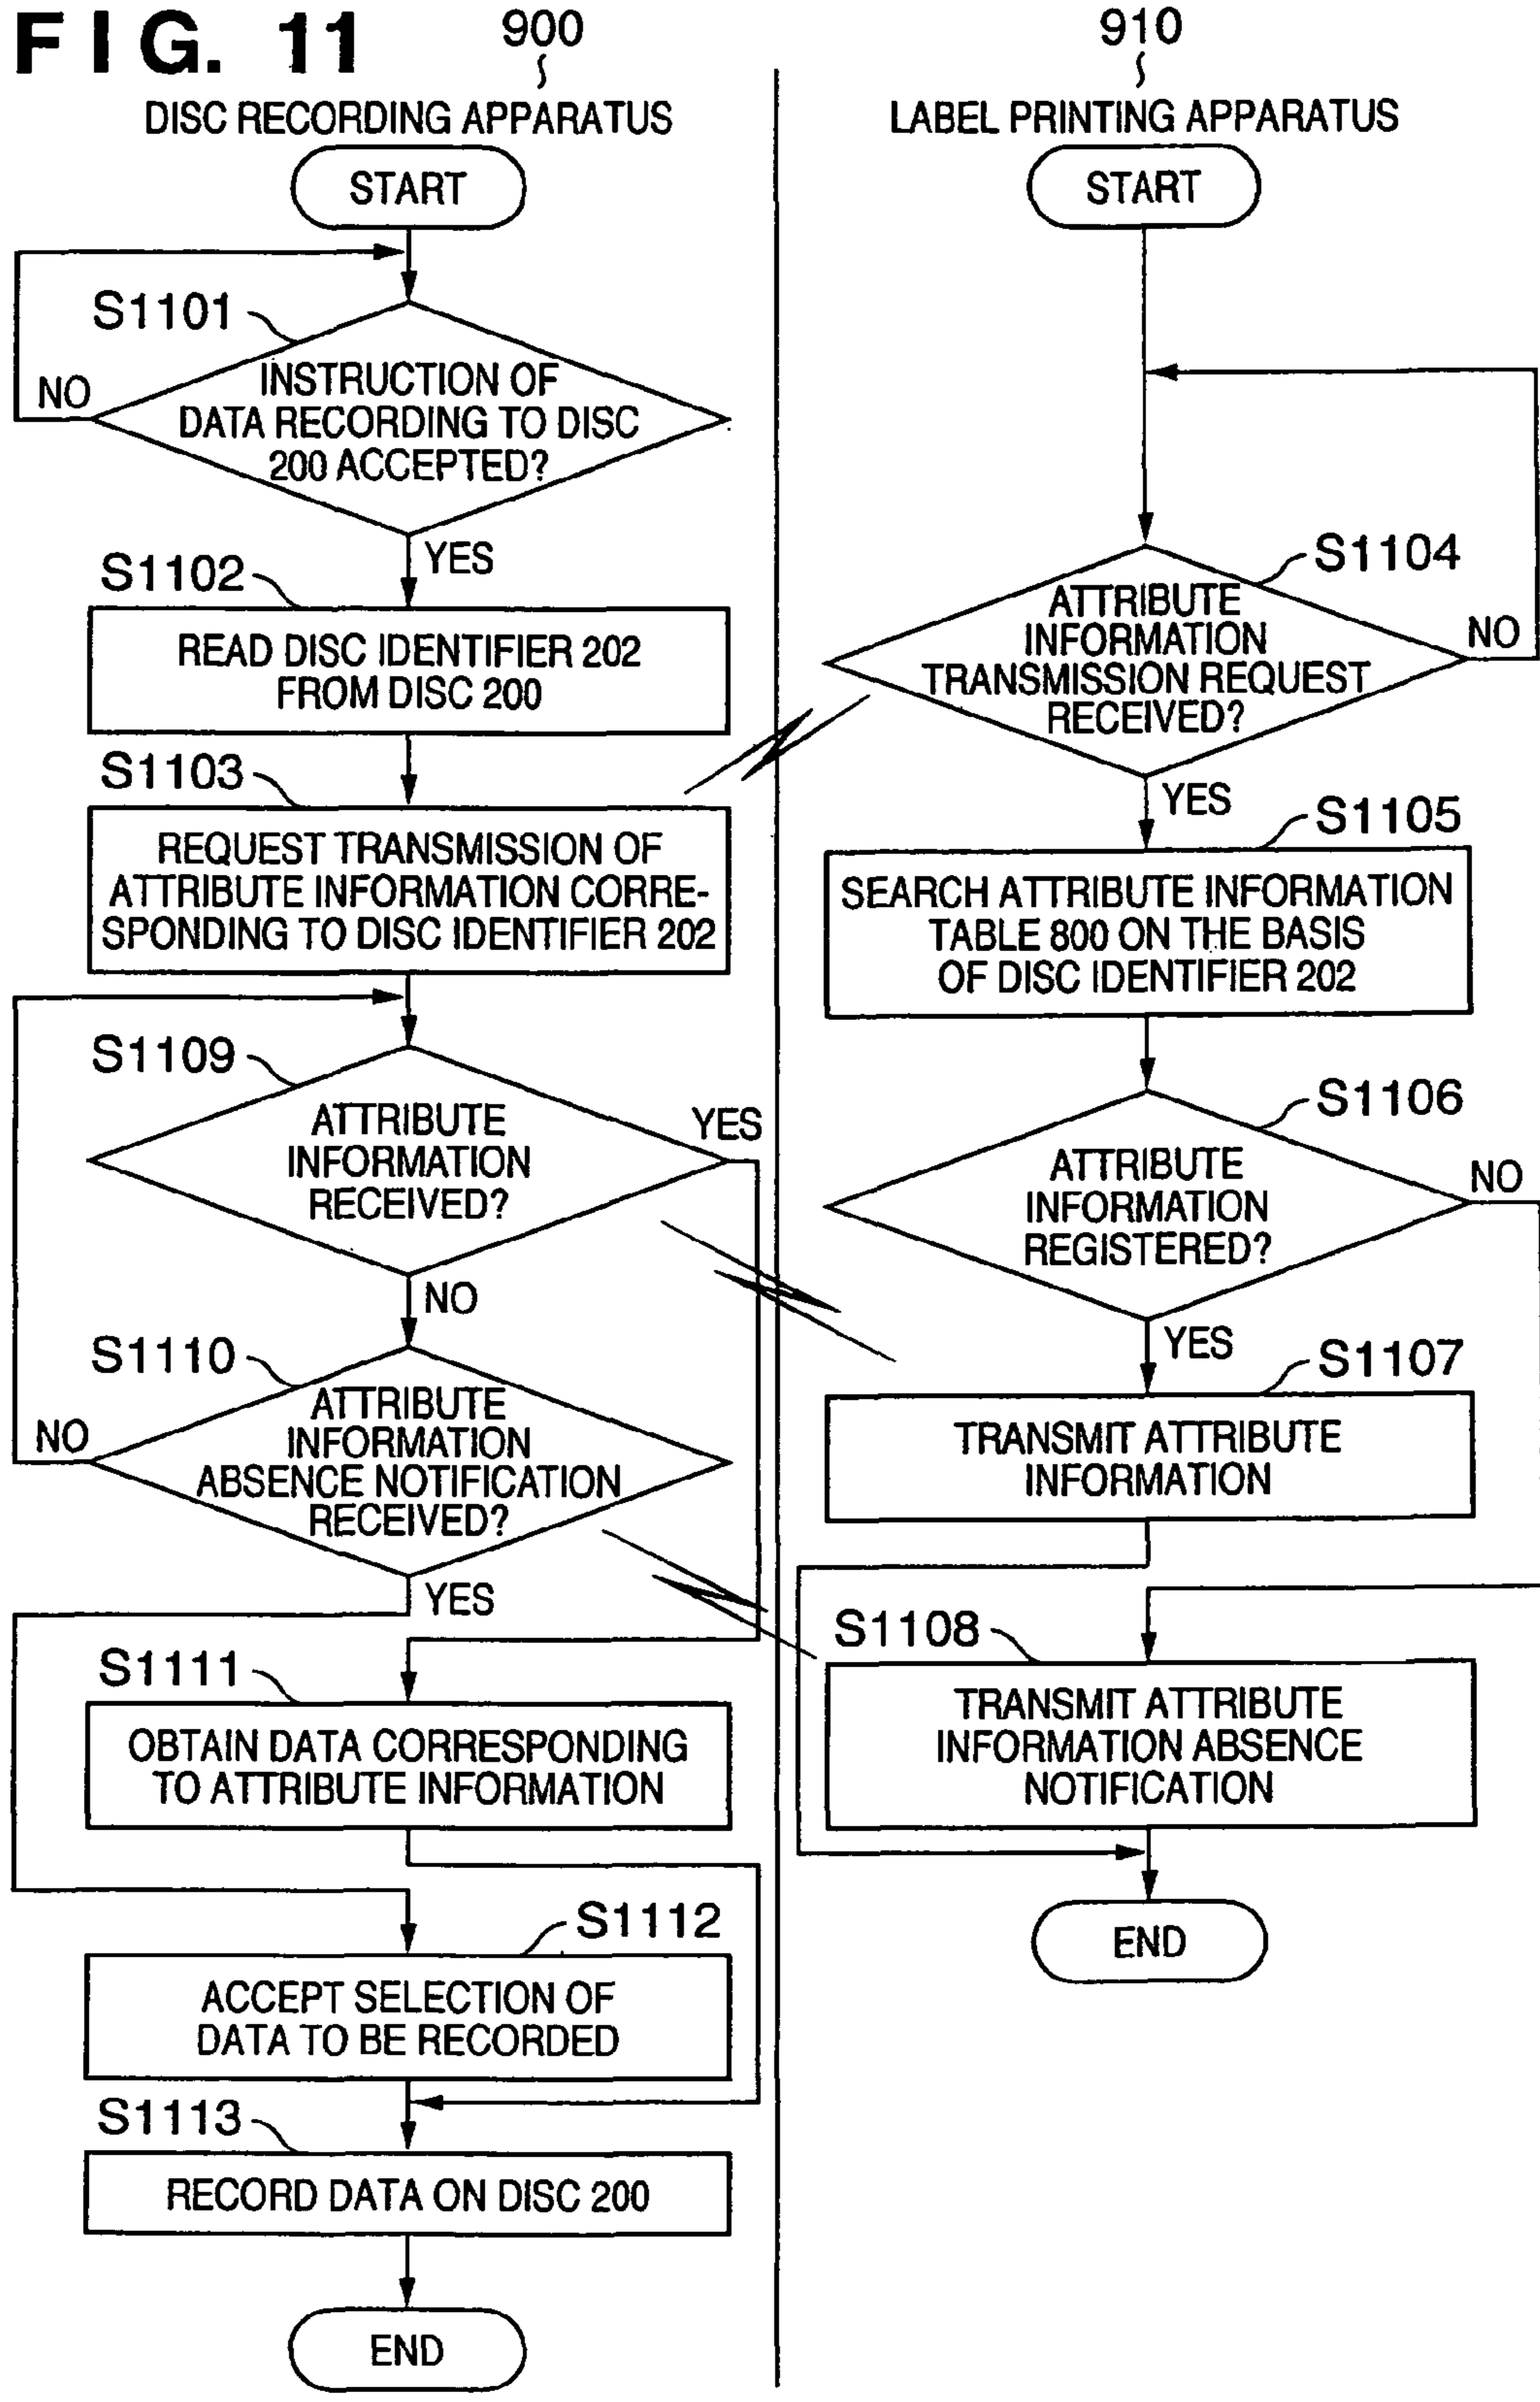 FIG. 11
900
DISC RECORDING APPARATUS
START
S1101
INSTRUCTION OF
DATA RECORDING TO DISC
200 ACCEPTED?
NO
YES
S1102
READ DISC IDENTIFIER 202
FROM DISC 200
S1103
REQUEST TRANSMISSION OF
ATTRIBUTE INFORMATION CORRE-
SPONDING TO DISC IDENTIFIER 202
S1109
ATTRIBUTE
INFORMATION
RECEIVED?
YES
NO
S1110
ATTRIBUTE
INFORMATION
ABSENCE NOTIFICATION
RECEIVED?
NO
YES
S1111
OBTAIN DATA CORRESPONDING
TO ATTRIBUTE INFORMATION
S1112
ACCEPT SELECTION OF
DATA TO BE RECORDED
S1113
RECORD DATA ON DISC 200
END
910
LABEL PRINTING APPARATUS
START
S1104
ATTRIBUTE
INFORMATION
TRANSMISSION REQUEST
RECEIVED?
NO
YES
S1105
SEARCH ATTRIBUTE INFORMATION
TABLE 800 ON THE BASIS
OF DISC IDENTIFIER 202
S1106
ATTRIBUTE
INFORMATION
REGISTERED?
NO
YES
S1107
TRANSMIT ATTRIBUTE
INFORMATION
S1108
TRANSMIT ATTRIBUTE
INFORMATION ABSENCE
NOTIFICATION
END